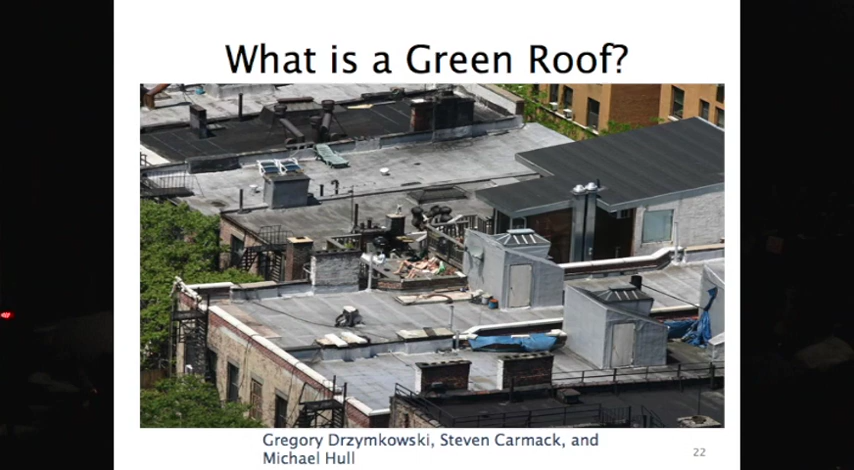 What is a Green Roof?
Gregory Drzymkowski, Steven Carmack, and
Michael Hull
22